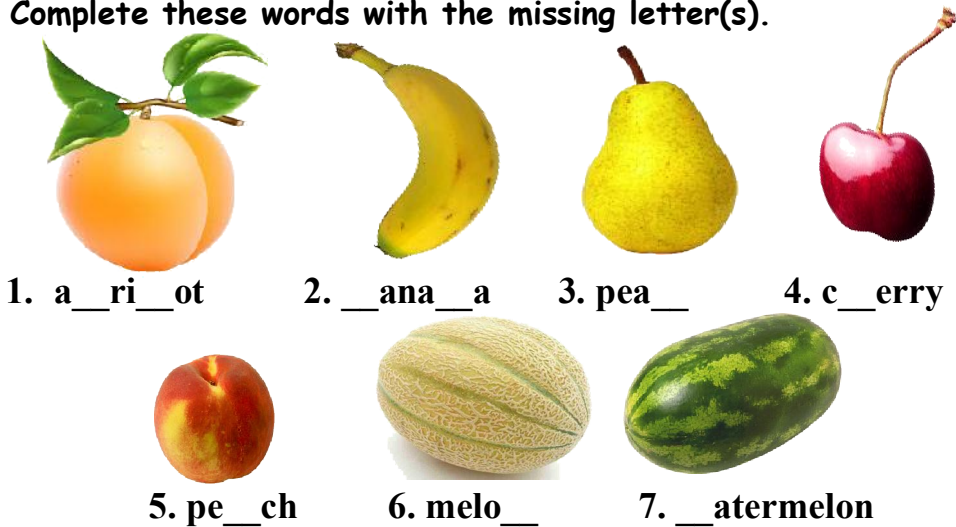 Complete these words with the missing letter(s).
1. a__ri__ot 2. __ana__a 3. pea__ 4. c__erry
5. pe__ch 6. melo__ 7. __atermelon